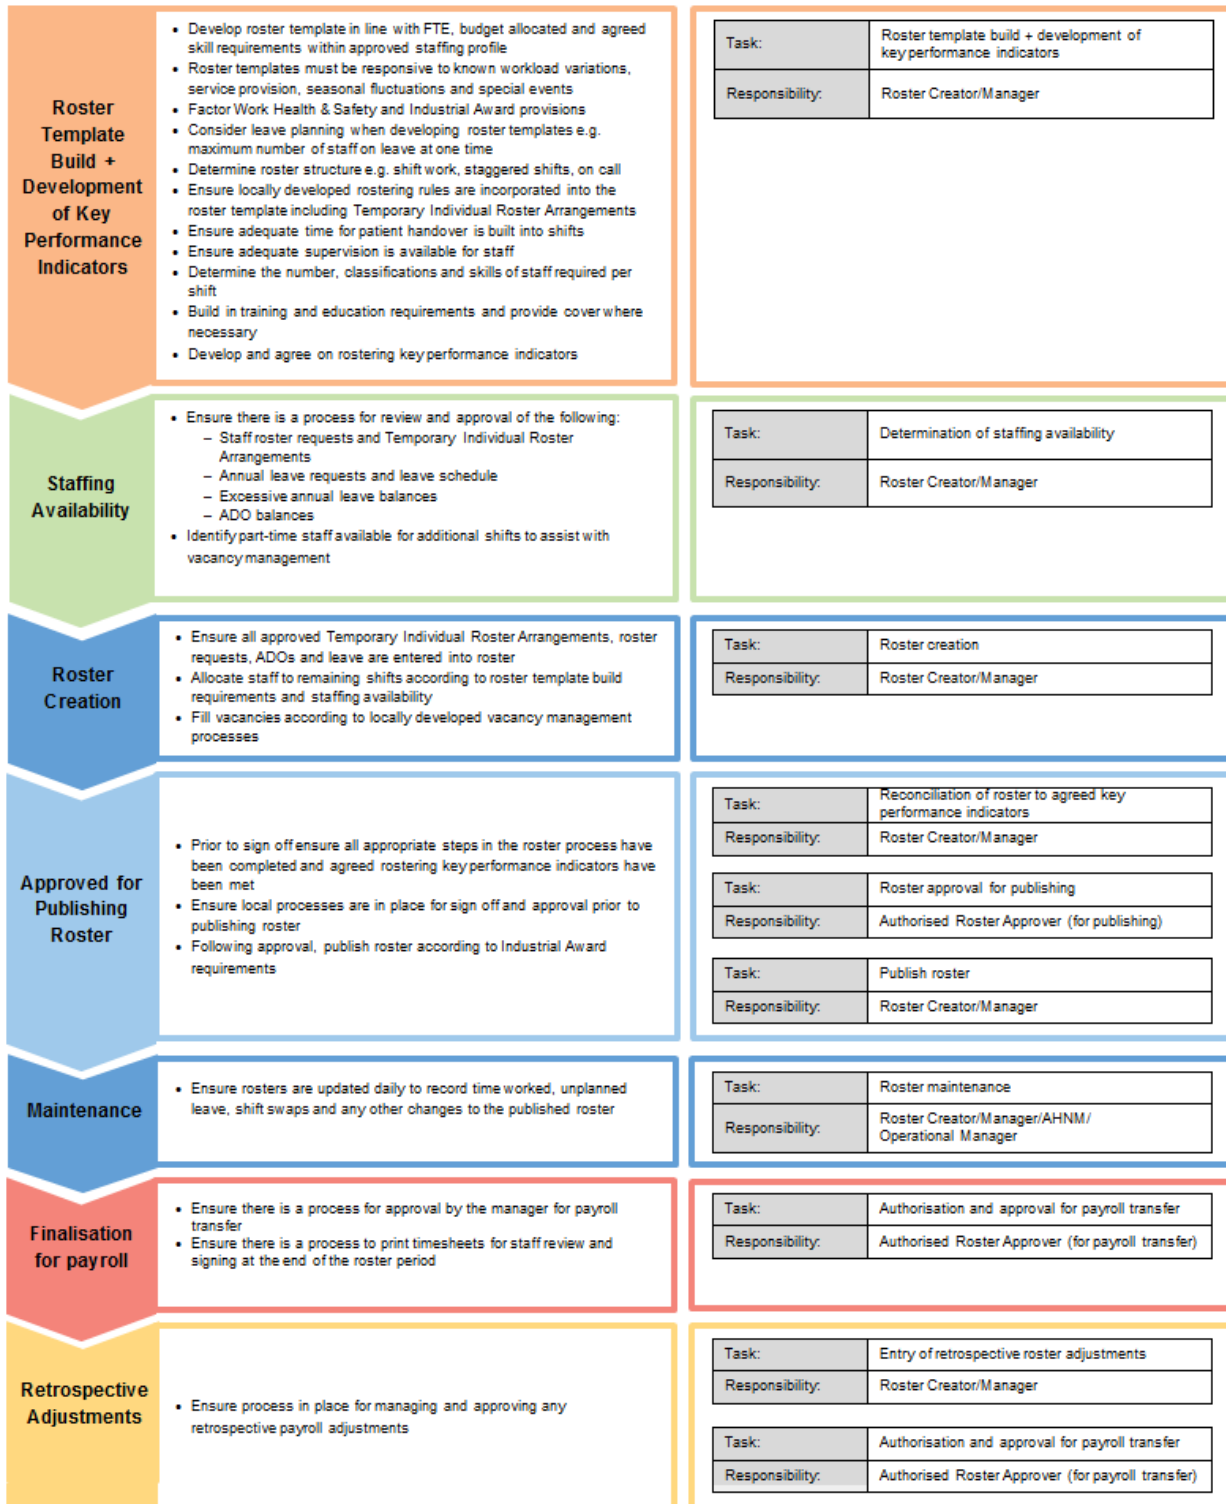 Roster
Template
Build +
Development
of Key
Performance
Indicators
• Develop roster template in line with FTE, budget allocated and agreed
skill requirements within approved staffing profile
• Roster templates must be responsive to known workload variations,
service provision, seasonal fluctuations and special events
• Factor Work Health & Safety and Industrial Award provisions
• Consider leave planning when developing roster templates e.g.
maximum number of staff on leave at one time
• Determine roster structure e.g. shift work, staggered shifts, on call
• Ensure locally developed rostering rules are incorporated into the
roster template including Temporary Individual Roster Arrangements
• Ensure adequate time for patient handover is built into shifts
• Ensure adequate supervision is available for staff
• Determine the number, classifications and skills of staff required per
shift
• Build in training and education requirements and provide cover where
necessary
• Develop and agree on rostering key performance indicators
Task: Roster template build + development of
key performance indicators
Responsibility: Roster Creator/Manager
Staffing
Availability
• Ensure there is a process for review and approval of the following:
– Staff roster requests and Temporary Individual Roster
Arrangements
– Annual leave requests and leave schedule
– Excessive annual leave balances
– ADO balances
• Identify part-time staff available for additional shifts to assist with
vacancy management
Task: Determination of staffing availability
Responsibility: Roster Creator/Manager
Roster
Creation
• Ensure all approved Temporary Individual Roster Arrangements, roster
requests, ADOs and leave are entered into roster
• Allocate staff to remaining shifts according to roster template build
requirements and staffing availability
• Fill vacancies according to locally developed vacancy management
processes
Task: Roster creation
Responsibility: Roster Creator/Manager
Approved for
Publishing
Roster
• Prior to sign off ensure all appropriate steps in the roster process have
been completed and agreed rostering key performance indicators have
been met
• Ensure local processes are in place for sign off and approval prior to
publishing roster
• Following approval, publish roster according to Industrial Award
requirements
Task: Reconciliation of roster to agreed key
performance indicators
Responsibility: Roster Creator/Manager
Task: Roster approval for publishing
Responsibility: Authorised Roster Approver (for publishing)
Task: Publish roster
Responsibility: Roster Creator/Manager
Maintenance
• Ensure rosters are updated daily to record time worked, unplanned
leave, shift swaps and any other changes to the published roster
Task: Roster maintenance
Responsibility: Roster Creator/Manager/AHNM/
Operational Manager
Finalisation
for payroll
• Ensure there is a process for approval by the manager for payroll
transfer
• Ensure there is a process to print timesheets for staff review and
signing at the end of the roster period
Task: Authorisation and approval for payroll transfer
Responsibility: Authorised Roster Approver (for payroll transfer)
Retrospective
Adjustments
• Ensure process in place for managing and approving any
retrospective payroll adjustments
Task: Entry of retrospective roster adjustments
Responsibility: Roster Creator/Manager
Task: Authorisation and approval for payroll transfer
Responsibility: Authorised Roster Approver (for payroll transfer)